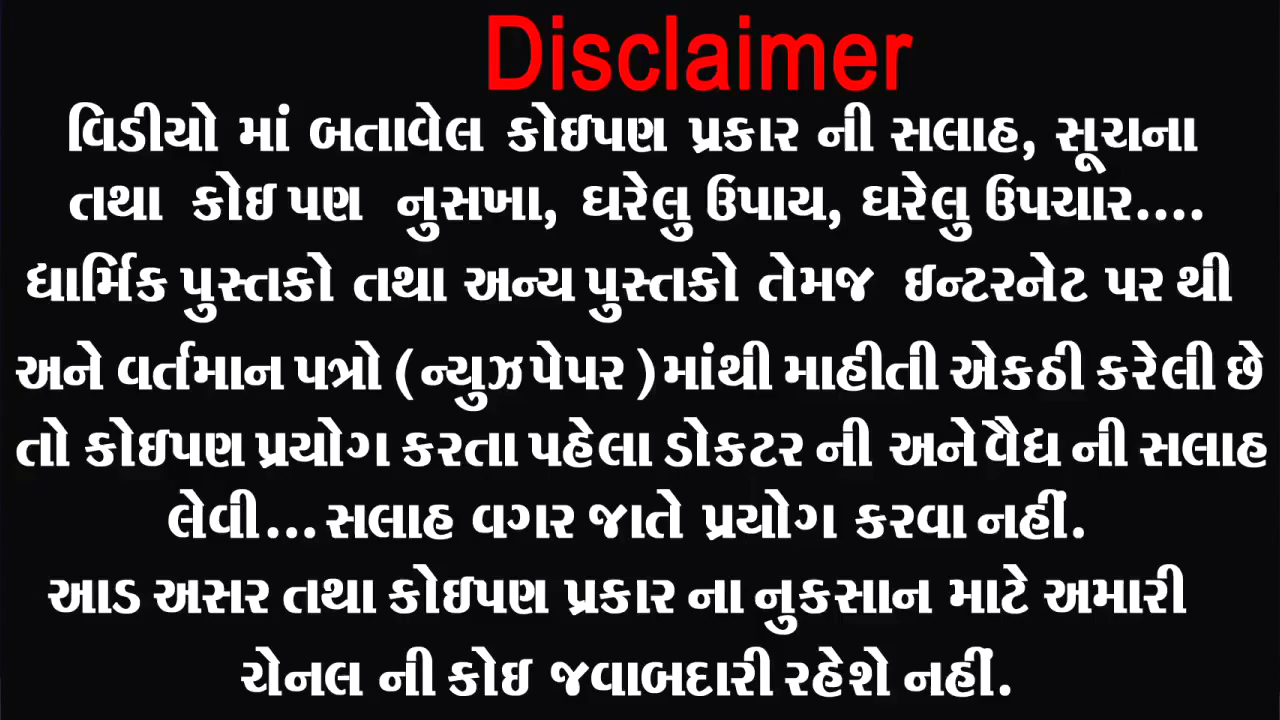 Disclaimer
વિડીયો માં બતાવેલ કોઇપણ પ્રકાર ની સલાહ, સૂચના
તથા કોઇ પણ નુસખા, ઘરેલુ ઉપાય, ઘરેલુ ઉપચાર....
ધાર્મિક પુસ્તકો તથા અન્ય પુસ્તકો તેમજ ઇન્ટરનેટ પર થી
અને વર્તમાન પત્રો ( ન્યુઝપેપર ) માંથી માહીતી એકઠી કરેલી છે
તો કોઇપણ પ્રયોગ કરતા પહેલા ડોકટર ની અને વૈદ્ય ની સલાહ
લેવી...સલાહ વગર જાતે પ્રયોગ કરવા નહીં.
આડ અસર તથા કોઇપણ પ્રકાર ના નુકસાન માટે અમારી
ચેનલ ની કોઇ જવાબદારી રહેશે નહીં.